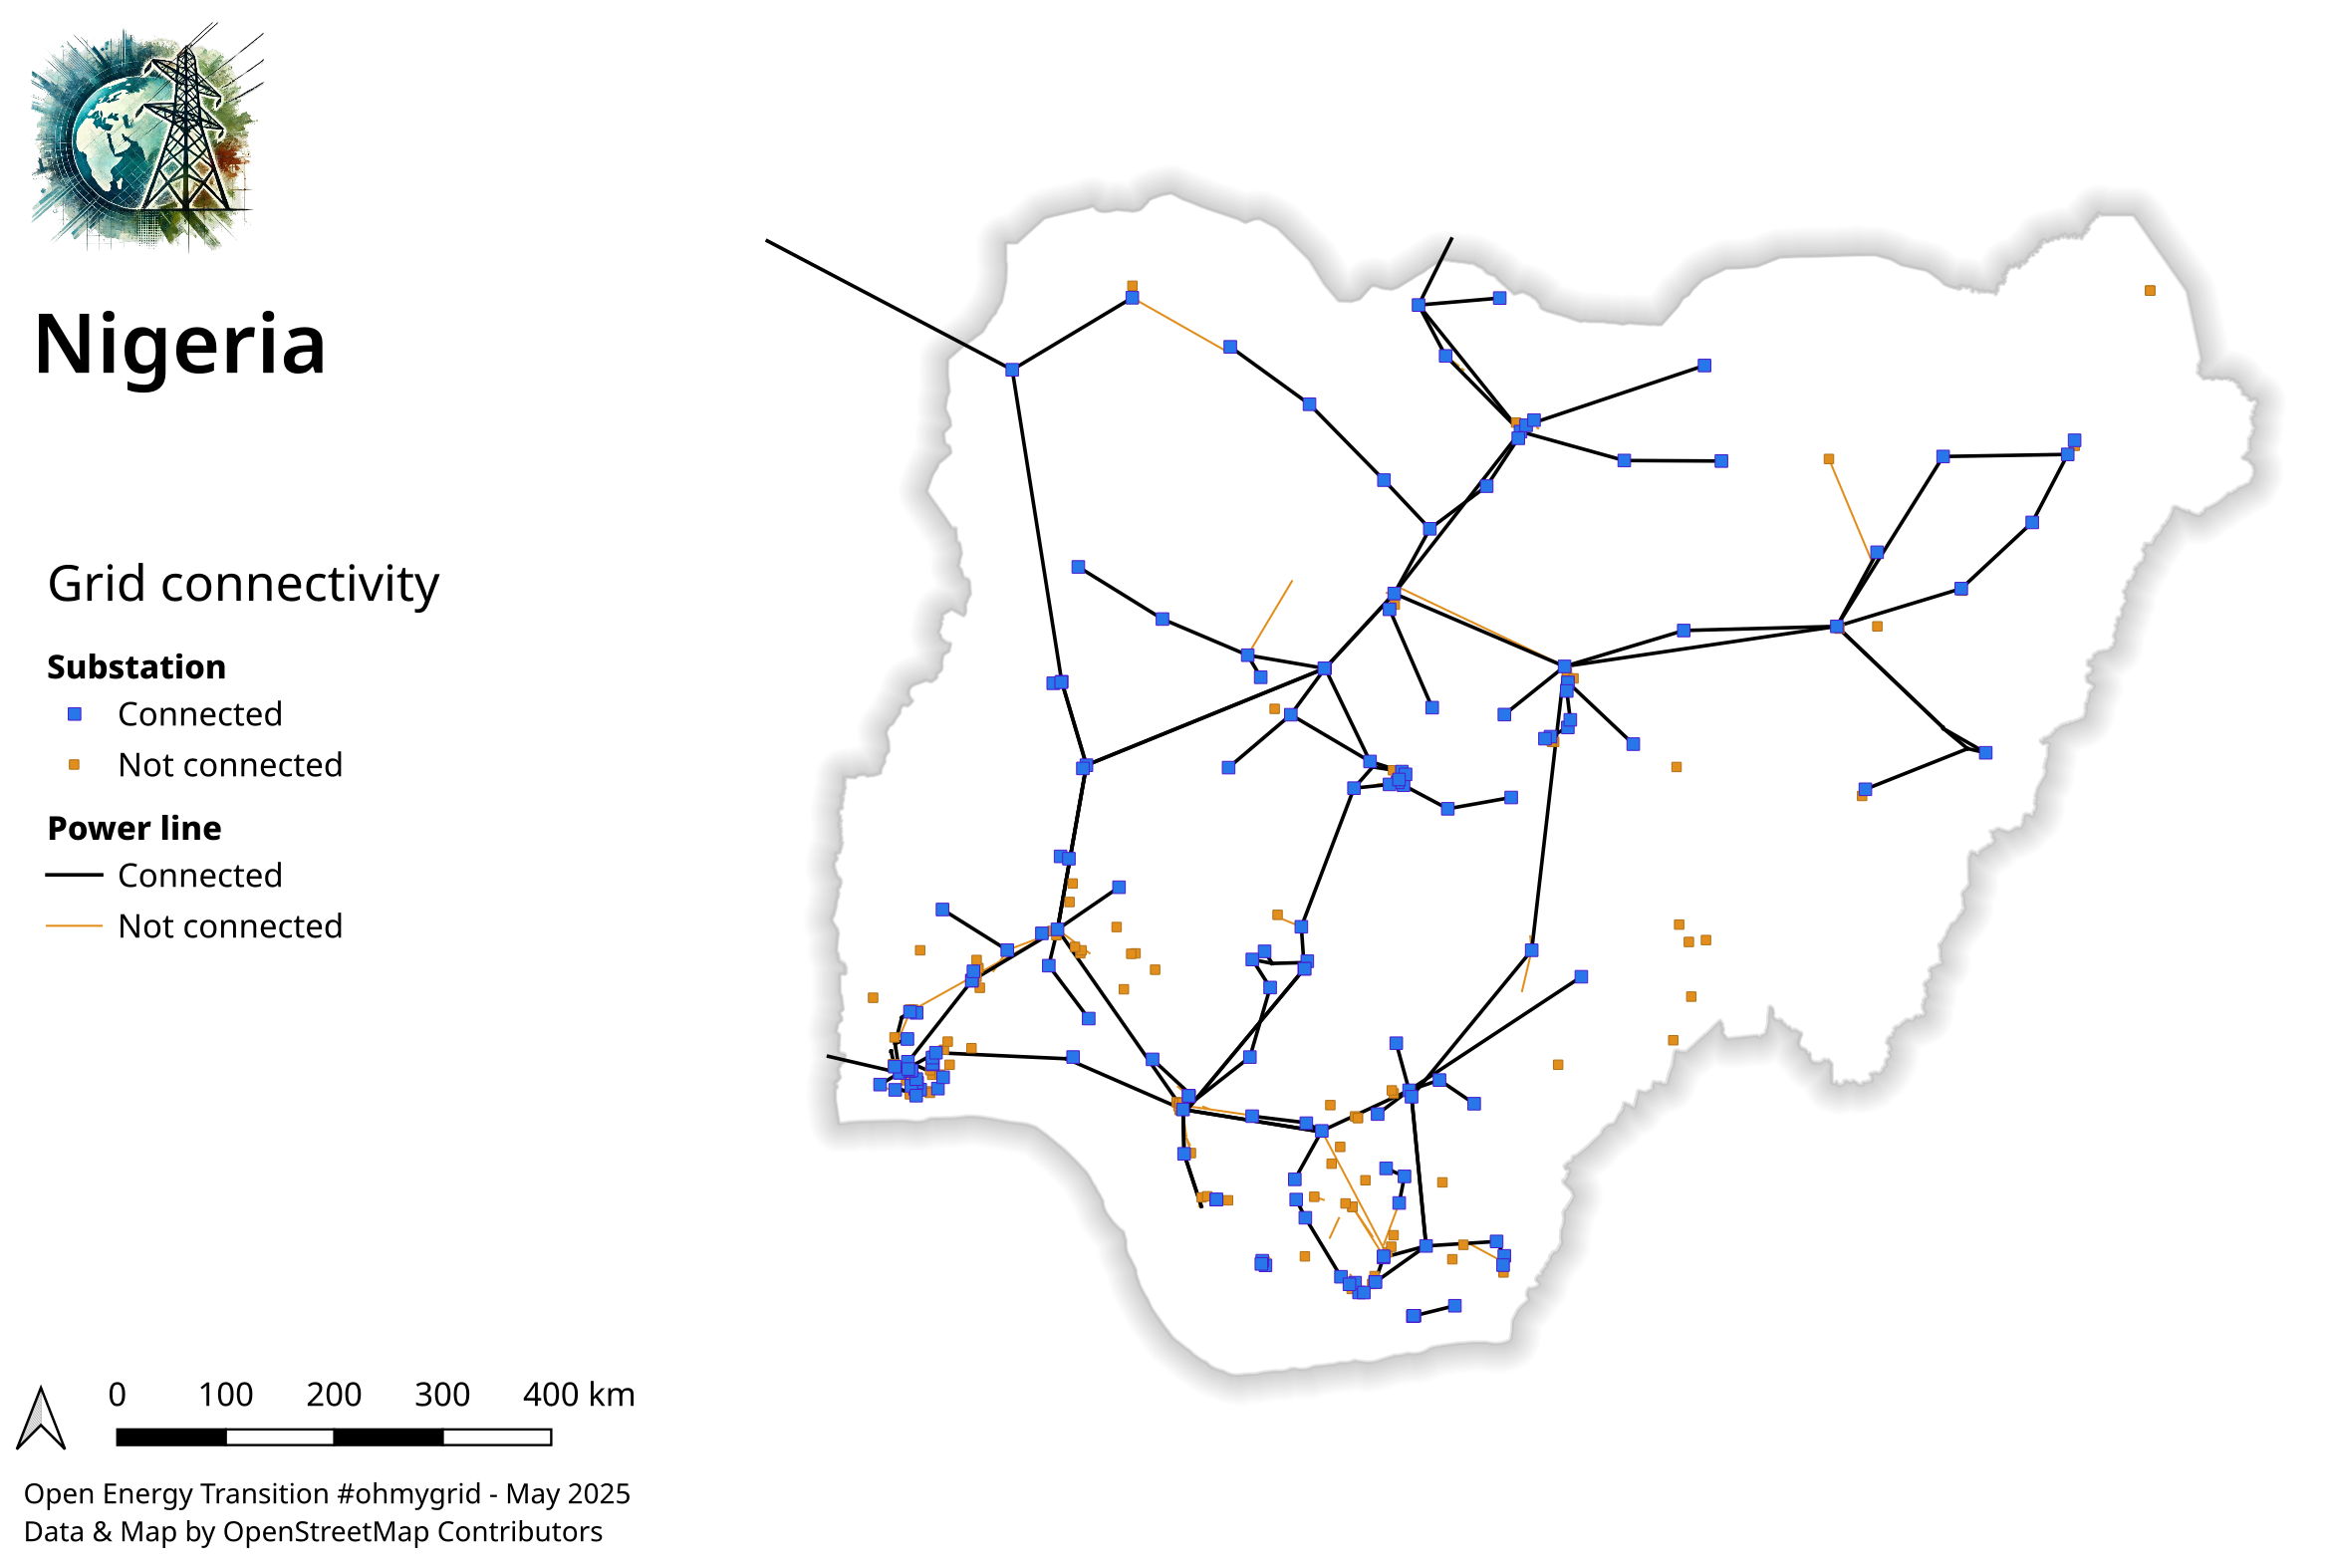 Nigeria
Grid connectivity
Substation
Connected
Not connected
Power line
Connected
Not connected
0 100 200 300 400 km
Open Energy Transition #ohmygrid - May 2025
Data & Map by OpenStreetMap Contributors